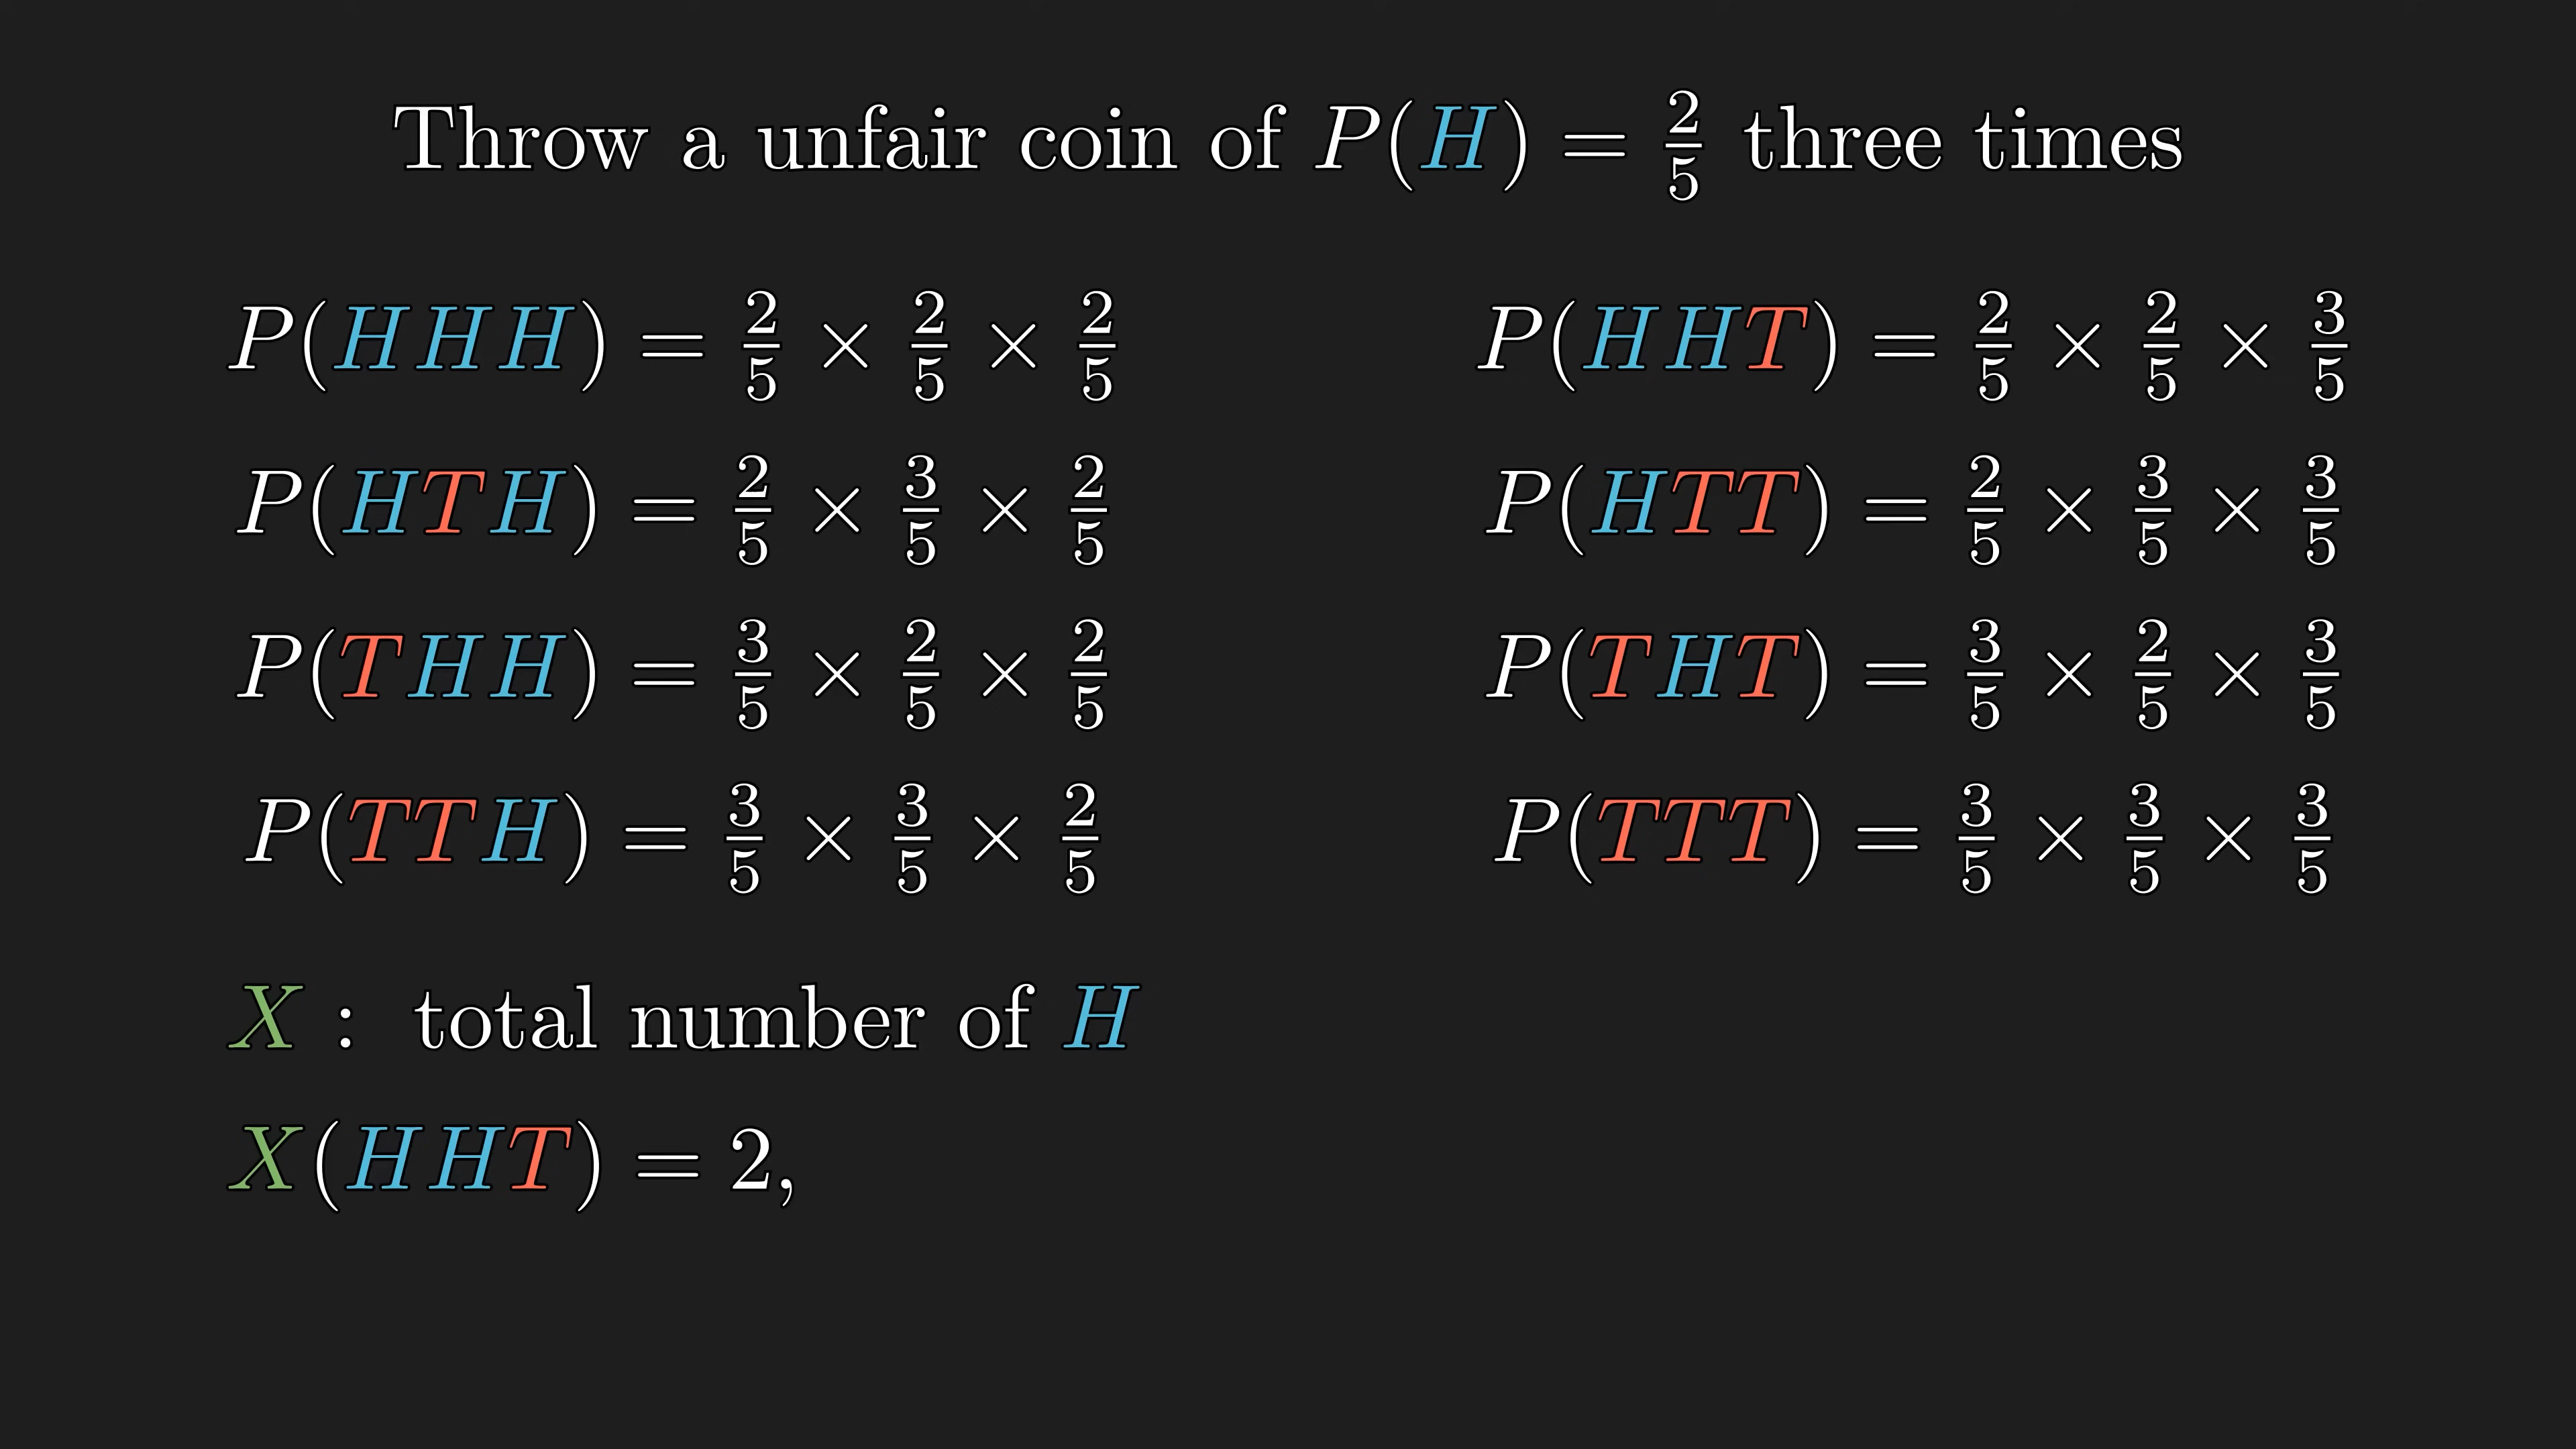 Throw a unfair coin of P(H) = 2/5 three times
P(HHH) = 2/5 × 2/5 × 2/5
P(HHT) = 2/5 × 2/5 × 3/5
P(HTH) = 2/5 × 3/5 × 2/5
P(HTT) = 2/5 × 3/5 × 3/5
P(THH) = 3/5 × 2/5 × 2/5
P(THT) = 3/5 × 2/5 × 3/5
P(TTH) = 3/5 × 3/5 × 2/5
P(TTT) = 3/5 × 3/5 × 3/5
X : total number of H
X(HHT) = 2,